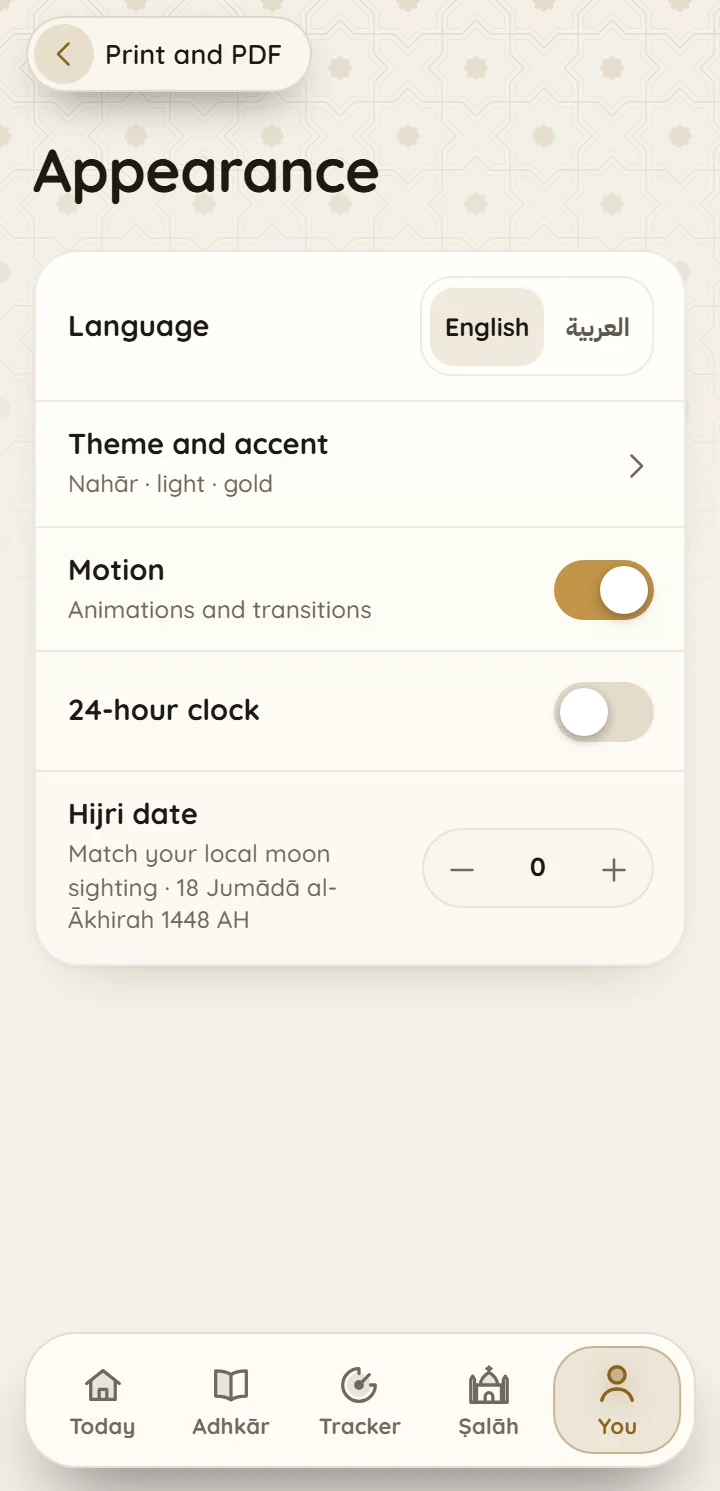 Print and PDF
Appearance
Language
English
العربية
Theme and accent
Nahār · light · gold
Motion
Animations and transitions
24-hour clock
Hijri date
Match your local moon
sighting · 18 Jumādā al-
Ākhirah 1448 AH
0
Today
Adhkār
Tracker
Ṣalāh
You